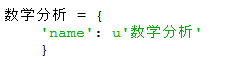 数学分析 = {
    'name': u'数学分析'
    }